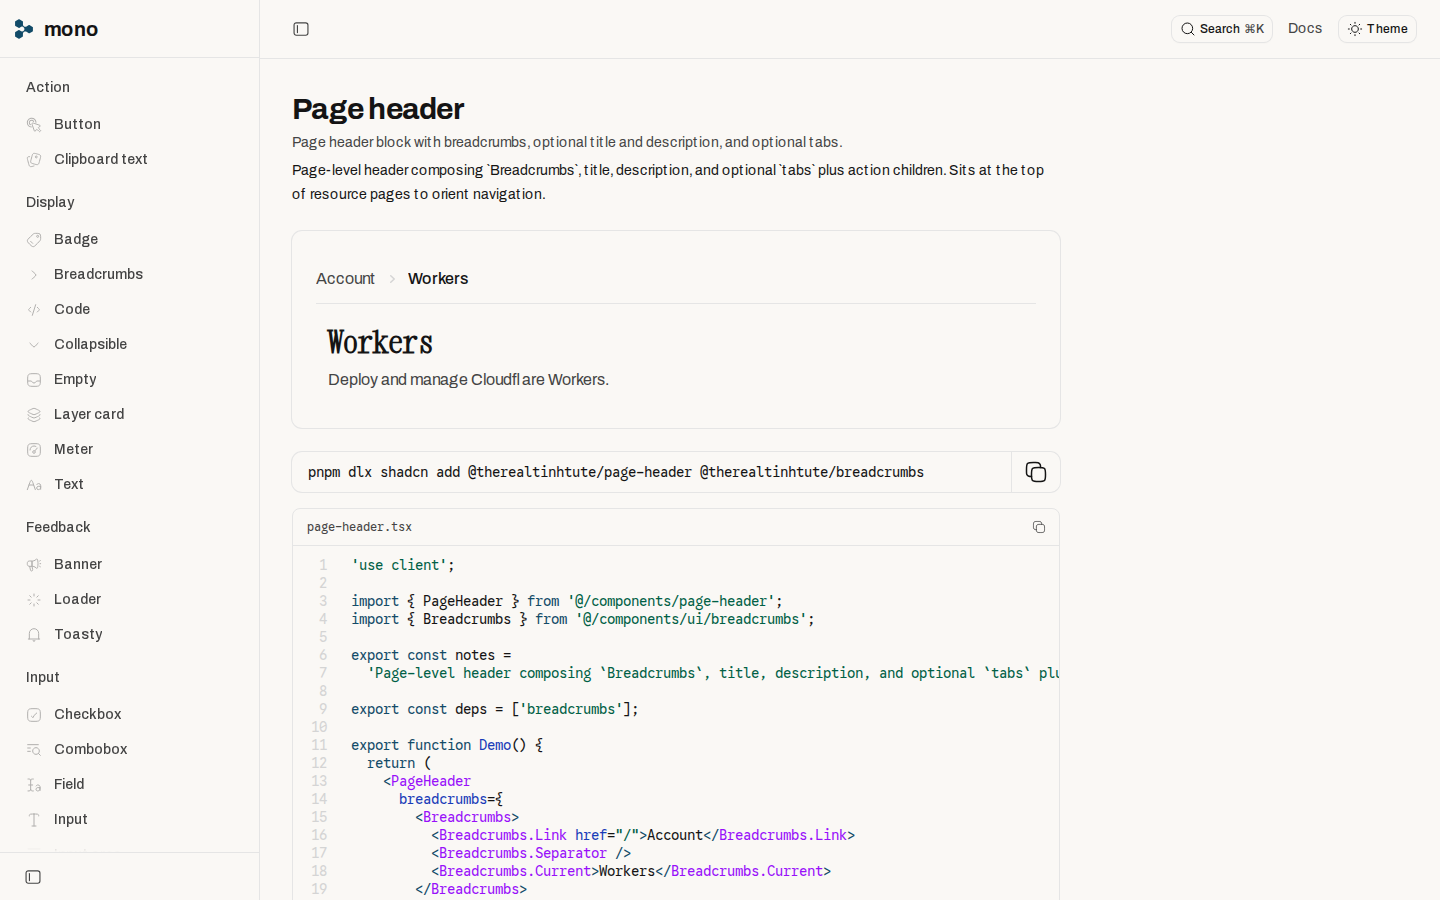 mono
Search ⌘K
Docs
Theme
Action
Button
Clipboard text
Display
Badge
Breadcrumbs
Code
Collapsible
Empty
Layer card
Meter
Text
Feedback
Banner
Loader
Toasty
Input
Checkbox
Combobox
Field
Input
Page header
Page header block with breadcrumbs, optional title and description, and optional tabs.
Page-level header composing `Breadcrumbs`, title, description, and optional `tabs` plus action children. Sits at the top
of resource pages to orient navigation.
Account > Workers
Workers
Deploy and manage Cloudflare Workers.
pnpm dlx shadcn add @therealtinhtute/page-header @therealtinhtute/breadcrumbs
page-header.tsx
1 'use client';
2
3 import { PageHeader } from '@/components/page-header';
4 import { Breadcrumbs } from '@/components/ui/breadcrumbs';
5
6 export const notes =
7 'Page-level header composing `Breadcrumbs`, title, description, and optional `tabs` plu
8
9 export const deps = ['breadcrumbs'];
10
11 export function Demo() {
12 return (
13 <PageHeader
14 breadcrumbs={
15 <Breadcrumbs>
16 <Breadcrumbs.Link href="/">Account</Breadcrumbs.Link>
17 <Breadcrumbs.Separator />
18 <Breadcrumbs.Current>Workers</Breadcrumbs.Current>
19 </Breadcrumbs>